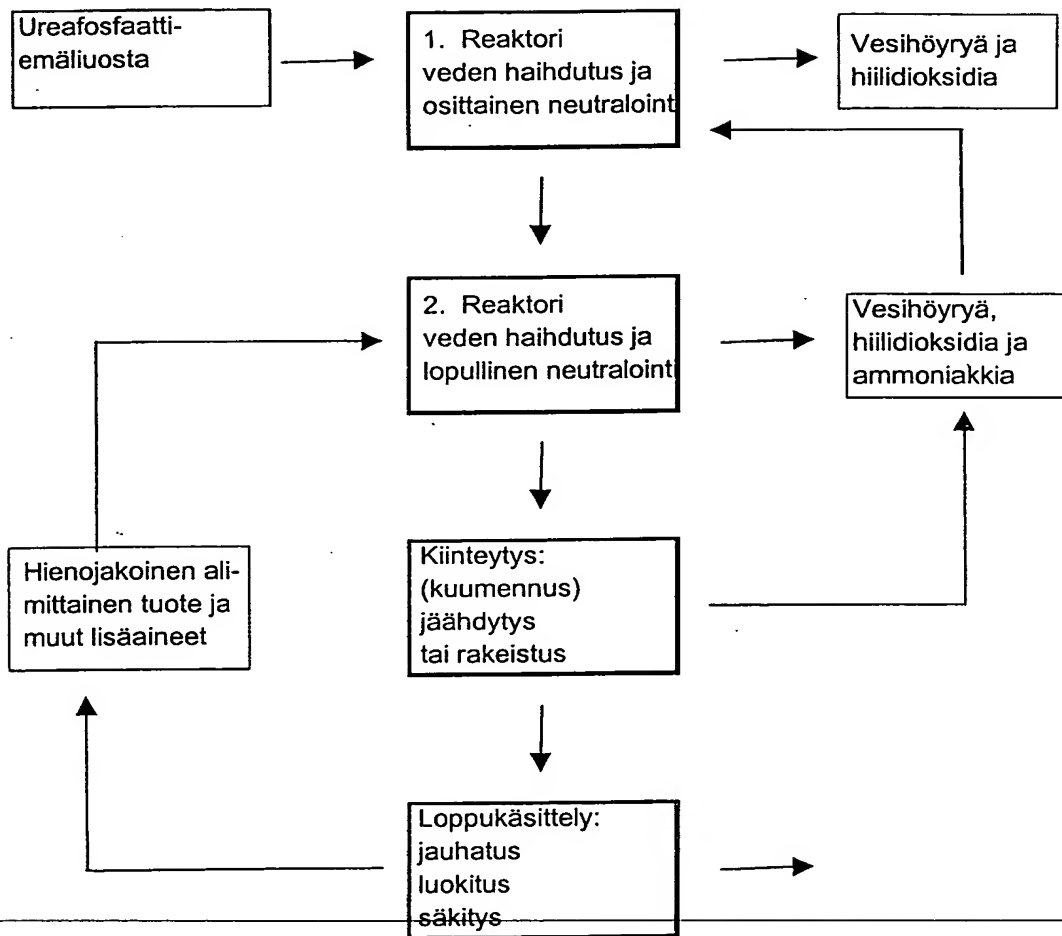 Ureafosfaatti-
emäliuosta
1. Reaktori
veden haihdutus ja
osittainen neutraloint
Vesihöyryä ja
hiilidioksidia
2. Reaktori
veden haihdutus ja
lopullinen neutralointi
Vesihöyryä,
hiilidioksidia ja
ammoniakkia
Hienojakoinen ali-
mittainen tuote ja
muut lisäaineet
Kiinteytys:
(kuumennus)
jäähdytys
tai rakeistus
Loppukäsittely:
jauhatus
luokitus
säkitys